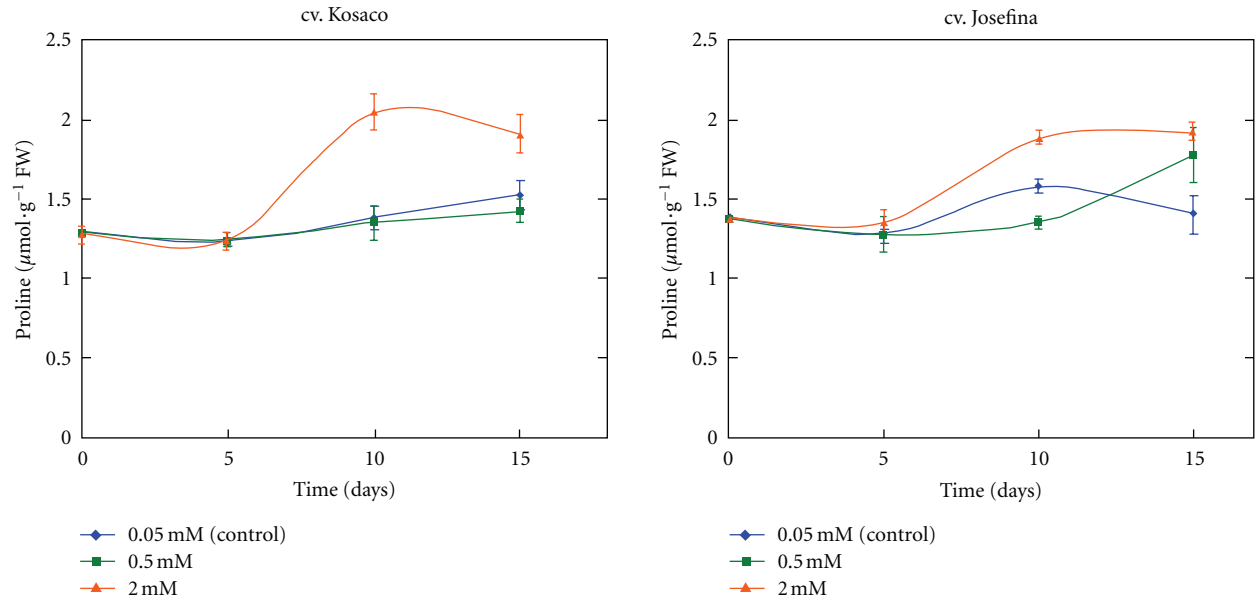 cv. Kosaco
2.5
2
1.5
1
0.5
0
Proline (μmol·g⁻¹ FW)
0 5 10 15
Time (days)
0.05 mM (control)
0.5 mM
2 mM
cv. Josefina
2.5
2
1.5
1
0.5
0
Proline (μmol·g⁻¹ FW)
0 5 10 15
Time (days)
0.05 mM (control)
0.5 mM
2 mM